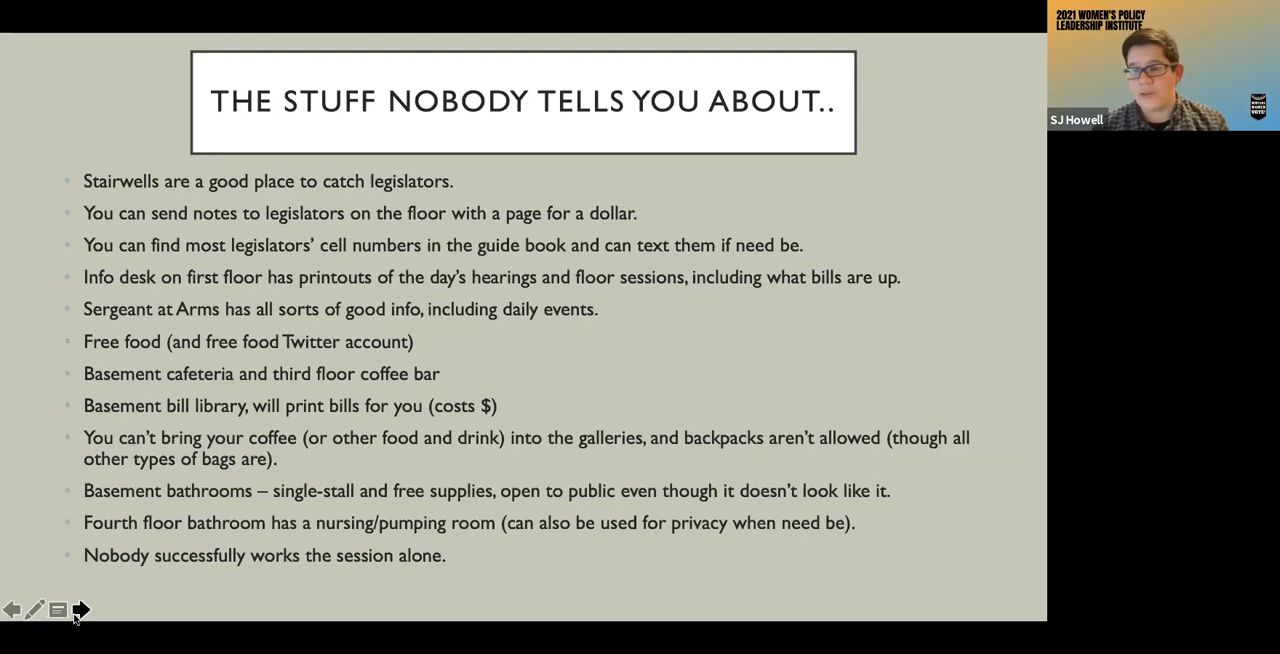 THE STUFF NOBODY TELLS YOU ABOUT..
Stairwells are a good place to catch legislators.
You can send notes to legislators on the floor with a page for a dollar.
You can find most legislators’ cell numbers in the guide book and can text them if need be.
Info desk on first floor has printouts of the day’s hearings and floor sessions, including what bills are up.
Sergeant at Arms has all sorts of good info, including daily events.
Free food (and free food Twitter account)
Basement cafeteria and third floor coffee bar
Basement bill library, will print bills for you (costs $)
You can’t bring your coffee (or other food and drink) into the galleries, and backpacks aren’t allowed (though all
other types of bags are).
Basement bathrooms – single-stall and free supplies, open to public even though it doesn’t look like it.
Fourth floor bathroom has a nursing/pumping room (can also be used for privacy when need be).
Nobody successfully works the session alone.
2021 WOMEN'S POLICY
LEADERSHIP INSTITUTE
SJ Howell